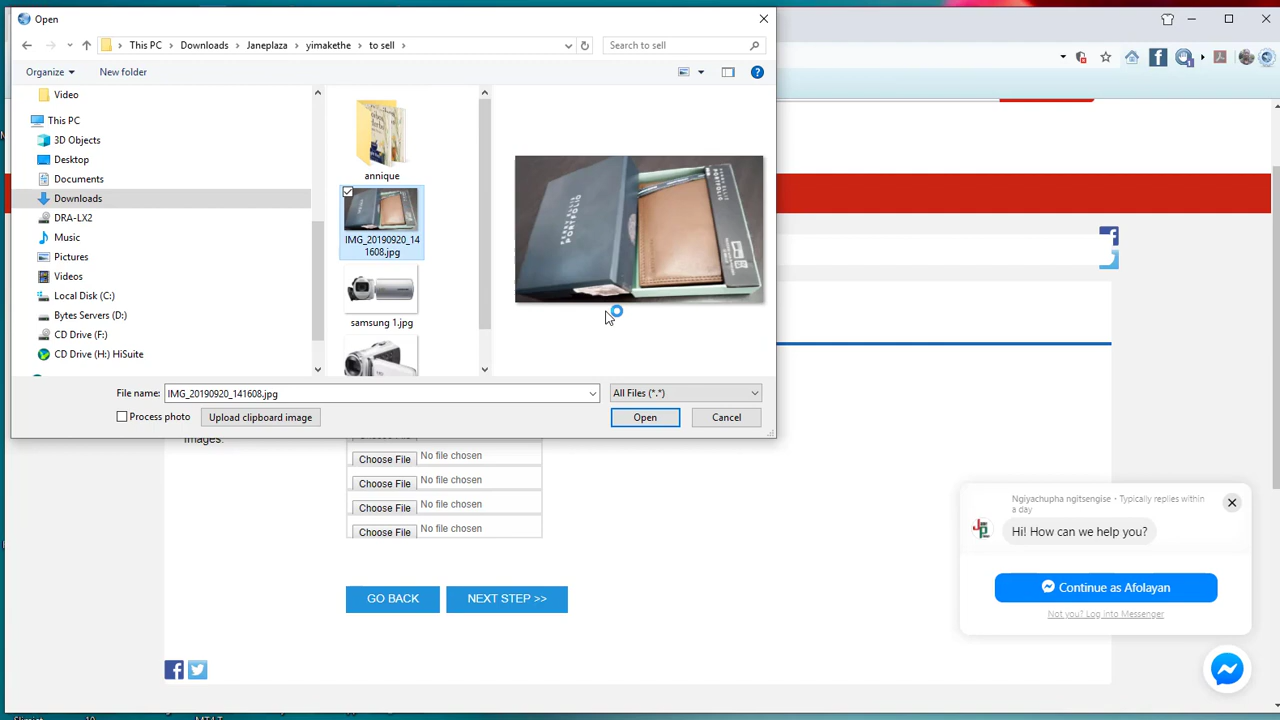 Open
This PC > Downloads > Janeplaza > yimakethe > to sell >
Search to sell
Organize
New folder
Video
This PC
3D Objects
Desktop
Documents
Downloads
DRA-LX2
Music
Pictures
Videos
Local Disk (C:)
Bytes Servers (D:)
CD Drive (F:)
CD Drive (H:) HiSuite
annique
IMG_20190920_14
1608.jpg
samsung 1.jpg
PORTFOLIO
File name:
IMG_20190920_141608.jpg
All Files (*.*)
Process photo
Upload clipboard image
Open
Cancel
Images:
Choose File No file chosen
Choose File No file chosen
Choose File No file chosen
Choose File No file chosen
GO BACK
NEXT STEP >>
Ngiyachupha ngitsengise • Typically replies within
a day
Hi! How can we help you?
Continue as Afolayan
Not you? Log into Messenger